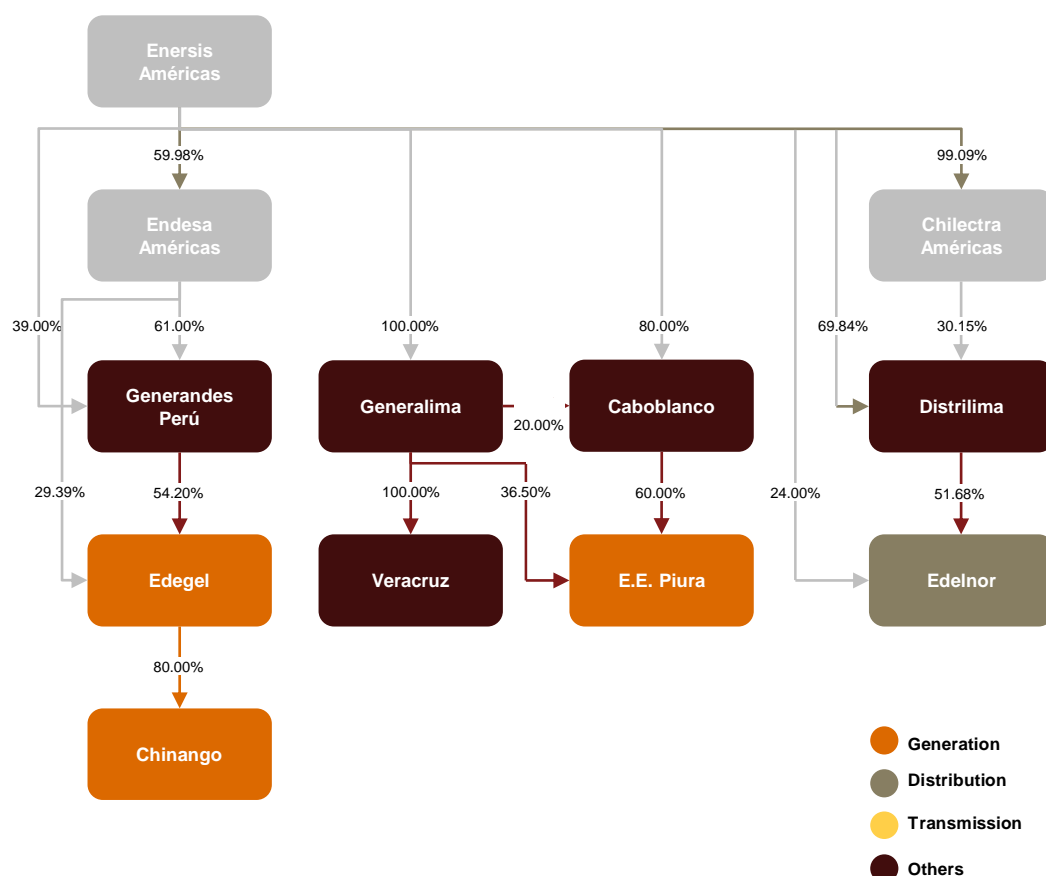 Enersis
Américas
59.98%
99.09%
Endesa
Américas
Chilectra
Américas
39.00%
61.00%
100.00%
80.00%
69.84%
30.15%
Generandes
Perú
Generalima
20.00%
Caboblanco
Distrilima
29.39%
54.20%
100.00%
36.50%
60.00%
24.00%
51.68%
Edegel
Veracruz
E.E. Piura
Edelnor
80.00%
Chinango
Generation
Distribution
Transmission
Others